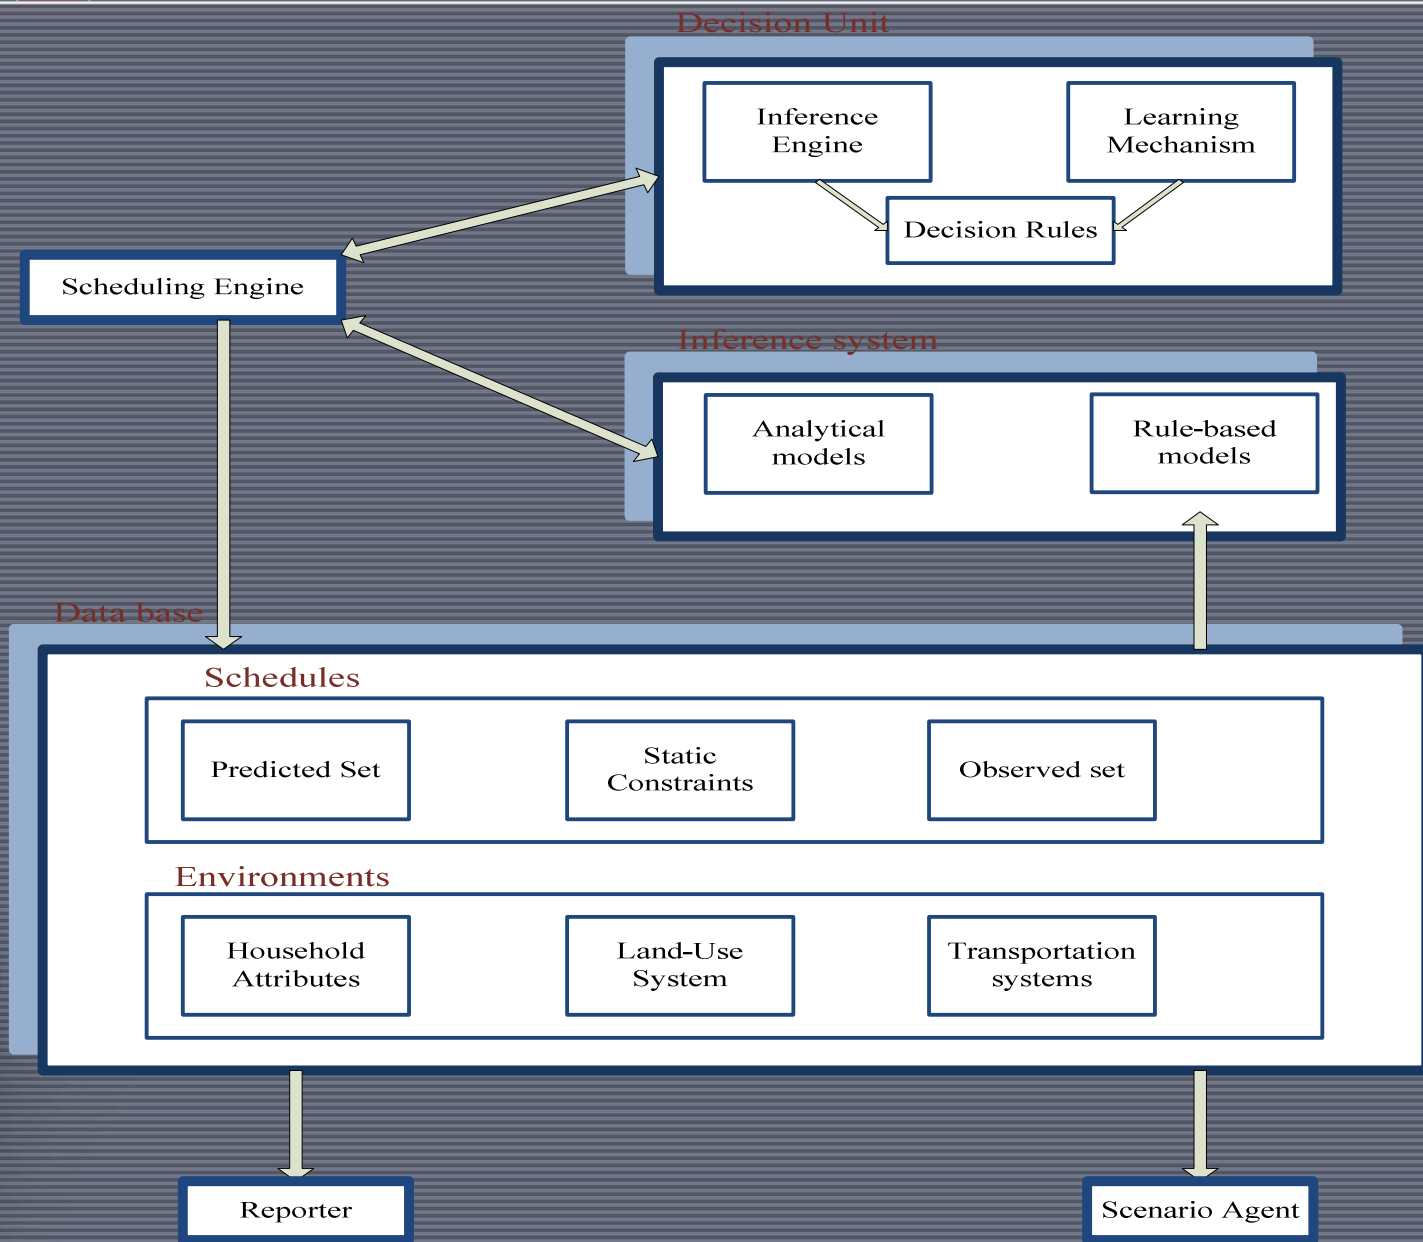 Decision Unit
Inference
Engine
Learning
Mechanism
Decision Rules
Scheduling Engine
Inference system
Analytical
models
Rule-based
models
Data base
Schedules
Predicted Set
Static
Constraints
Observed set
Environments
Household
Attributes
Land-Use
System
Transportation
systems
Reporter
Scenario Agent